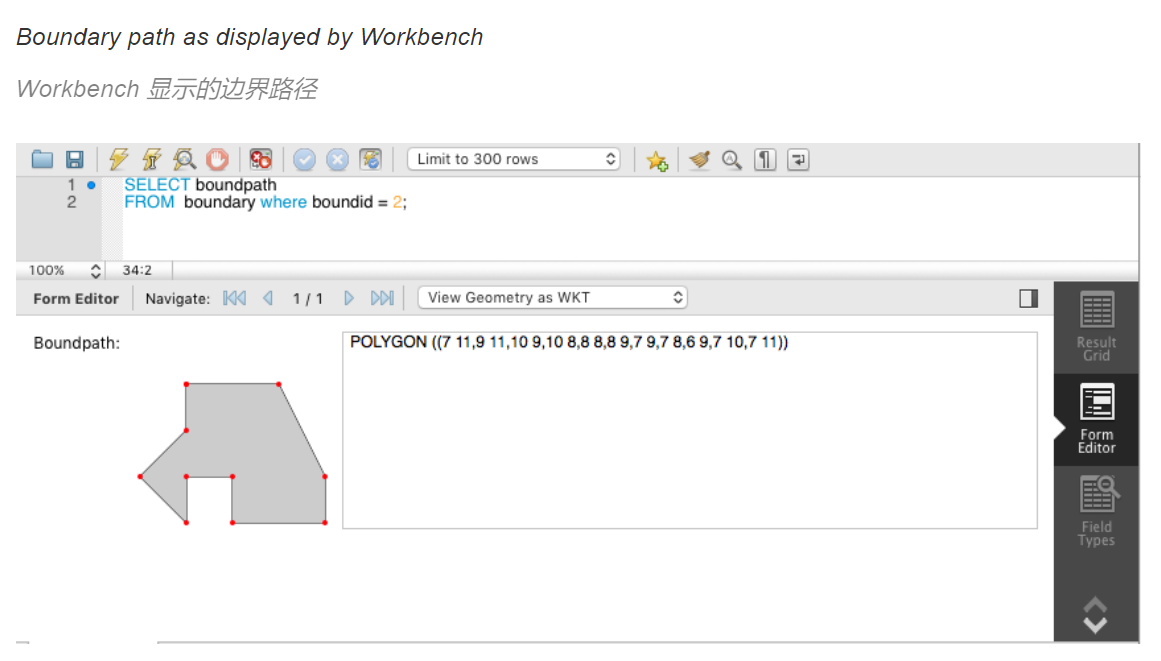 Boundary path as displayed by Workbench
Workbench 显示的边界路径
Limit to 300 rows
1 SELECT boundpath
2 FROM boundary where boundid = 2;
100% 34:2
Form Editor Navigate: 1 / 1 View Geometry as WKT
Boundpath:
POLYGON ((7 11,9 11,10 9,10 8,8 8,8 9,7 9,7 8,6 9,7 10,7 11))
Result
Grid
Form
Editor
Field
Types